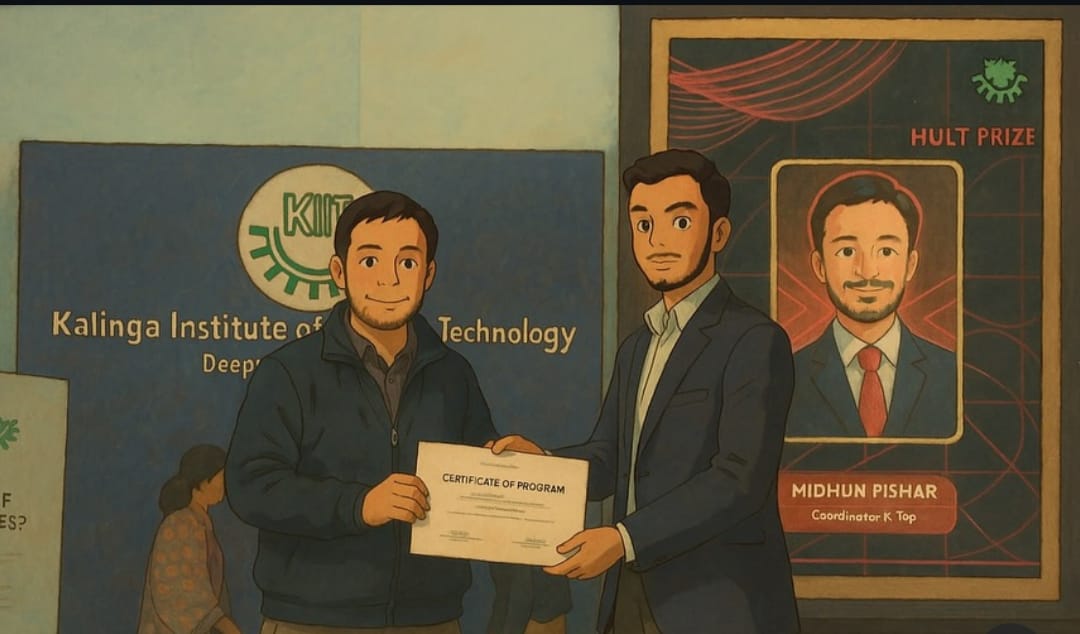 KIIT
Kalinga Institute of Technology
Deep
F
ES?
CERTIFICATE OF PROGRAM
HULT PRIZE
MIDHUN PISHAR
Coordinator K Top